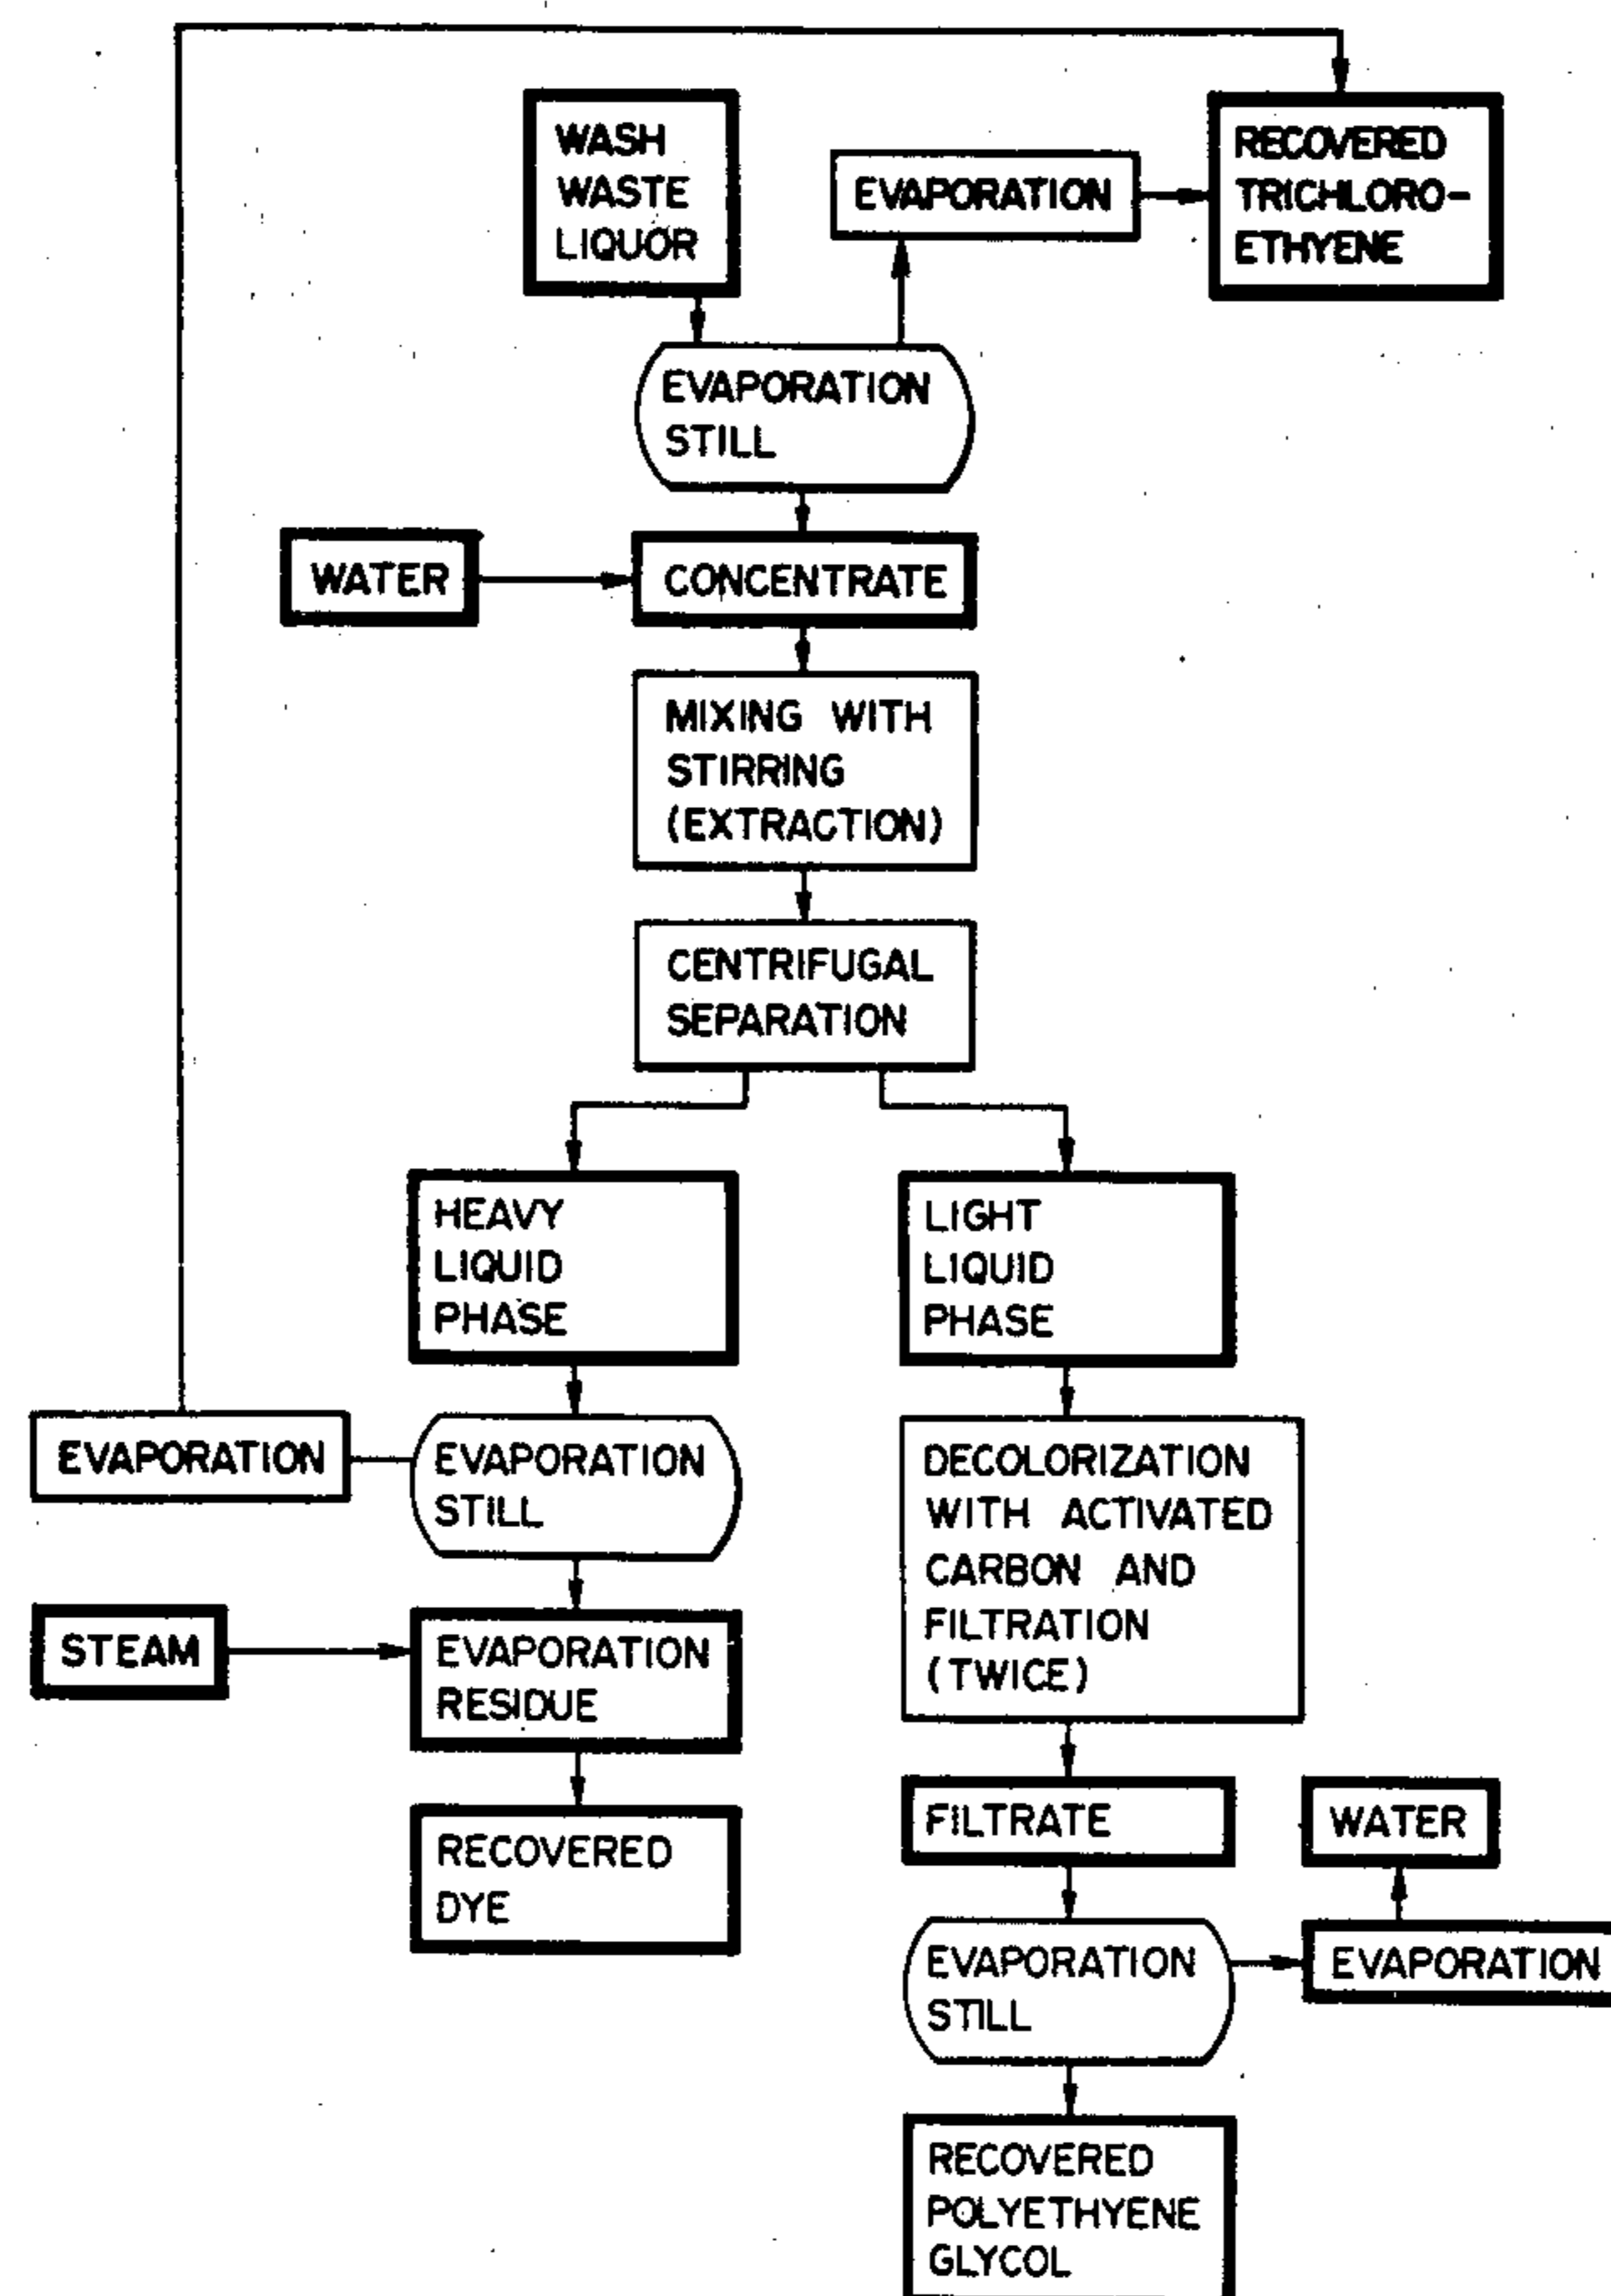 WASH
WASTE
LIQUOR
EVAPORATION
RECOVERED
TRICHLORO-
ETHYENE
EVAPORATION
STILL
WATER
CONCENTRATE
MIXING WITH
STIRRING
(EXTRACTION)
CENTRIFUGAL
SEPARATION
HEAVY
LIQUID
PHASE
LIGHT
LIQUID
PHASE
EVAPORATION
EVAPORATION
STILL
DECOLORIZATION
WITH ACTIVATED
CARBON AND
FILTRATION
(TWICE)
STEAM
EVAPORATION
RESIDUE
RECOVERED
DYE
FILTRATE
WATER
EVAPORATION
STILL
EVAPORATION
RECOVERED
POLYETHYENE
GLYCOL